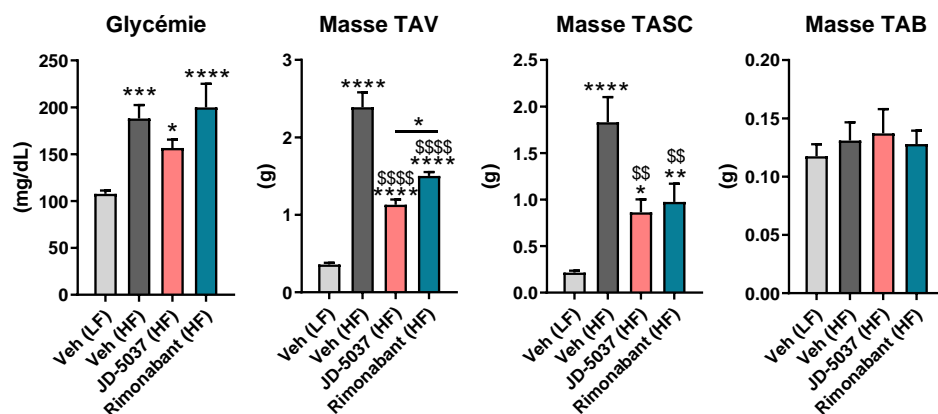 Glycémie
(mg/dL)
250
200
150
100
50
0
***
*
****
Veh (LF)
Veh (HF)
JD-5037 (HF)
Rimonabant (HF)
Masse TAV
(g)
3
2
1
0
****
*
$$$$
****
$$$$
****
Veh (LF)
Veh (HF)
JD-5037 (HF)
Rimonabant (HF)
Masse TASC
(g)
2.5
2.0
1.5
1.0
0.5
0.0
****
$$
*
$$
**
Veh (LF)
Veh (HF)
JD-5037 (HF)
Rimonabant (HF)
Masse TAB
(g)
0.20
0.15
0.10
0.05
0.00
Veh (LF)
Veh (HF)
JD-5037 (HF)
Rimonabant (HF)